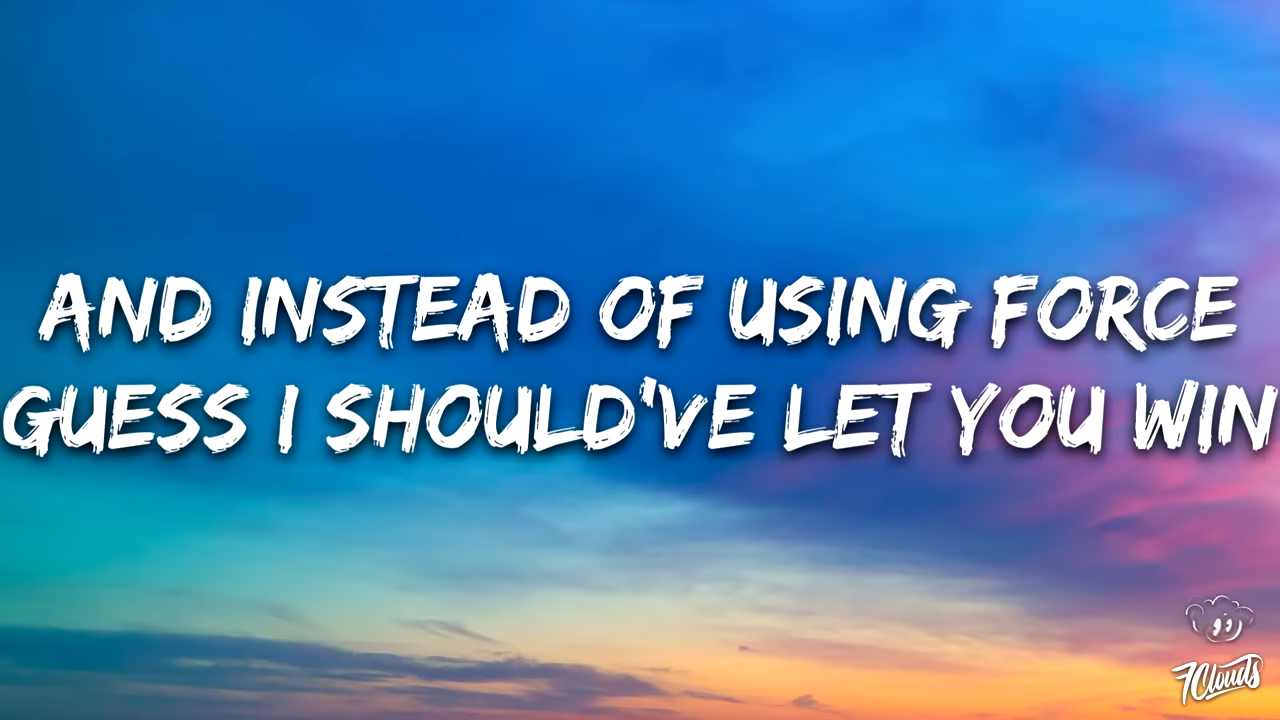 AND INSTEAD OF USING FORCE
GUESS I SHOULD'VE LET YOU WIN
7Clouds